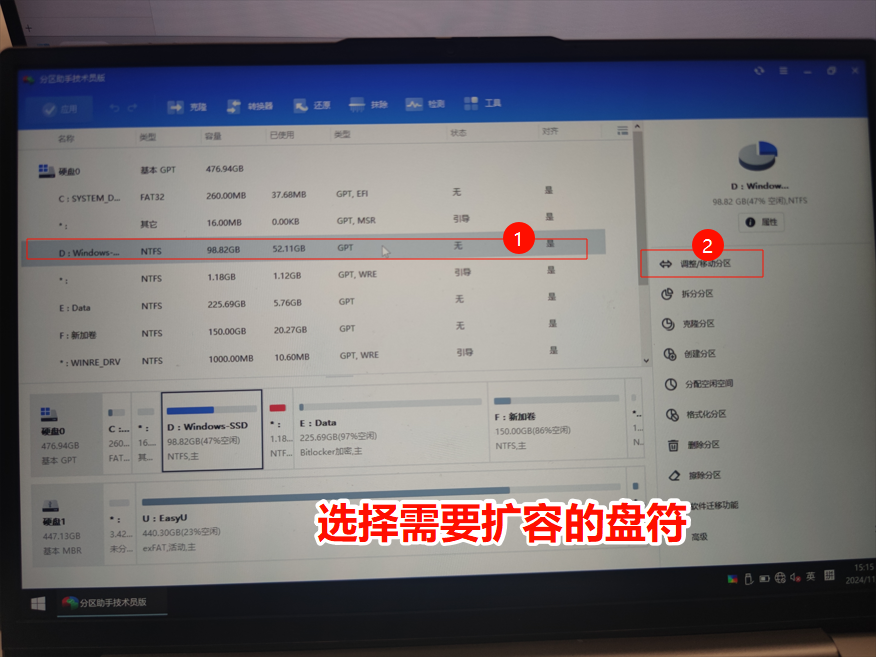 分区助手技术员版
应用 克隆 转换器 还原 抹除 检测 工具
名称 类型 容量 已使用 类型 状态 对齐
硬盘0 基本 GPT 476.94GB
C : SYSTEM_D... FAT32 260.00MB 37.68MB GPT, EFI 无 是
* : 其它 16.00MB 0.00KB GPT, MSR 引导 是
D : Windows-... NTFS 98.82GB 52.11GB GPT 无 是
1
* : NTFS 1.18GB 1.12GB GPT, WRE 引导 是
E : Data NTFS 225.69GB 5.76GB GPT 无 是
F : 新加卷 NTFS 150.00GB 20.27GB GPT 无 是
* : WINRE_DRV NTFS 1000.00MB 10.60MB GPT, WRE 引导 是
D : Window...
98.82 GB(47% 空闲),NTFS
属性
2
调整/移动分区
拆分分区
克隆分区
创建分区
分配空闲空间
格式化分区
删除分区
擦除分区
软件迁移功能
高级
硬盘0
476.94GB
基本 GPT
C :...
260...
FAT...
* :
16...
其...
D : Windows-SSD
98.82GB(47%空闲)
NTFS,主
* :
1.18...
NTF...
E : Data
225.69GB(97%空闲)
Bitlocker加密,主
F : 新加卷
150.00GB(86%空闲)
NTFS,主
*...
1...
N...
硬盘1
447.13GB
基本 MBR
* :
3.42...
未分...
U : EasyU
440.30GB(23%空闲)
exFAT,活动,主
选择需要扩容的盘符
分区助手技术员版
英
15:15
2024/11